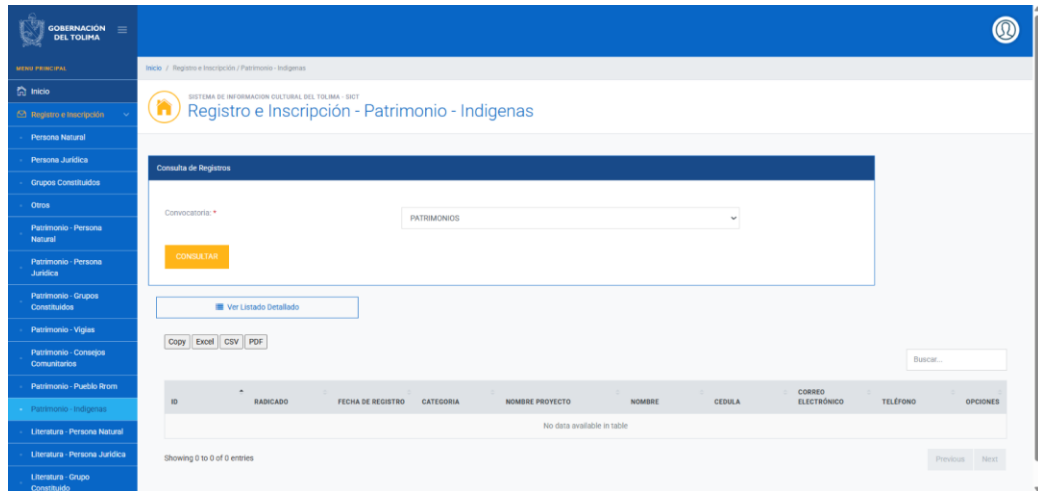 GOBERNACIÓN
DEL TOLIMA
MENU PRINCIPAL
Inicio
Registro e Inscripción
Persona Natural
Persona Jurídica
Grupos Constituidos
Otros
Patrimonio - Persona
Natural
Patrimonio - Persona
Jurídica
Patrimonio - Grupos
Constituidos
Patrimonio - Vigias
Patrimonio - Consejos
Comunitarios
Patrimonio - Pueblo Rrom
Patrimonio - Indigenas
Literatura - Persona Natural
Literatura - Persona Jurídica
Literatura - Grupo
Constituido
Inicio / Registro e Inscripción / Patrimonio - Indigenas
SISTEMA DE INFORMACION CULTURAL DEL TOLIMA - SICT
Registro e Inscripción - Patrimonio - Indigenas
Consulta de Registros
Convocatoria: *
PATRIMONIOS
CONSULTAR
Ver Listado Detallado
Copy Excel CSV PDF
Buscar...
ID RADICADO FECHA DE REGISTRO CATEGORIA NOMBRE PROYECTO NOMBRE CEDULA CORREO ELECTRÓNICO TELÉFONO OPCIONES
No data available in table
Showing 0 to 0 of 0 entries
Previous Next